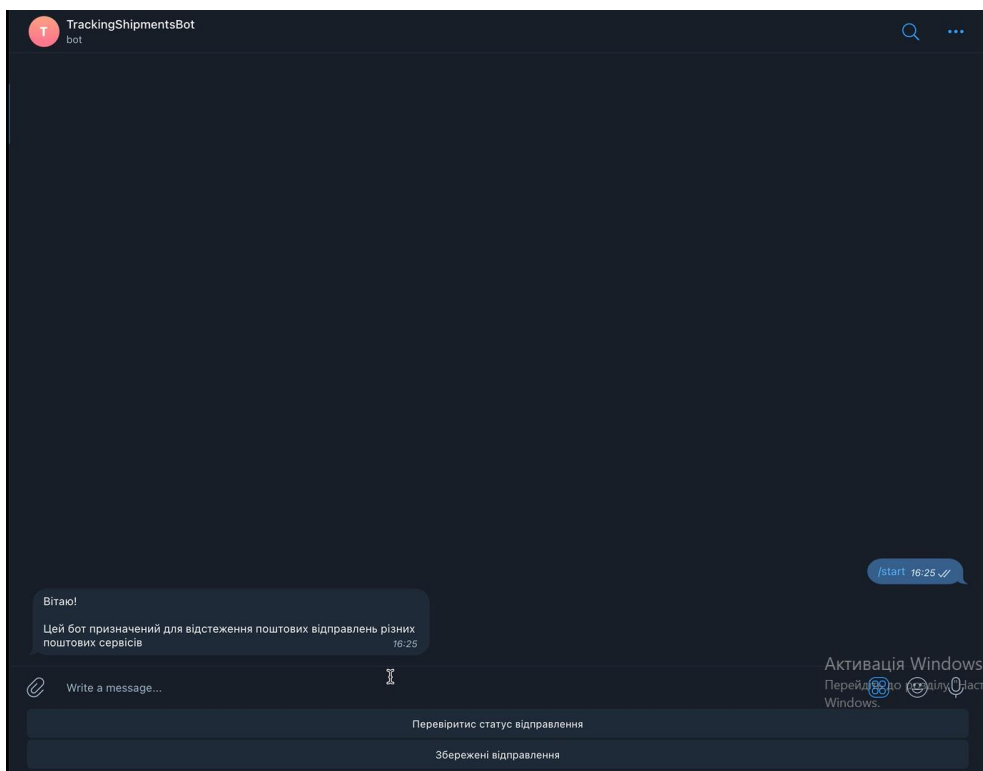 T
TrackingShipmentsBot
bot
/start 16:25
Вітаю!
Цей бот призначений для відстеження поштових відправлень різних
поштових сервісів
16:25
Активація Windows
Write a message...
до
Windows.
Перевіритис статус відправлення
Збережені відправлення